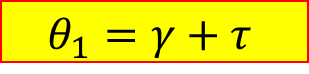 θ₁ = γ + τ